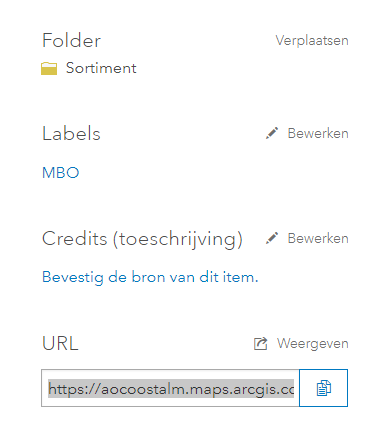 Folder Verplaatsen
Sortiment
Labels Bewerken
MBO
Credits (toeschrijving) Bewerken
Bevestig de bron van dit item.
URL Weergeven
https://aocoostalm.maps.arcgis.cc